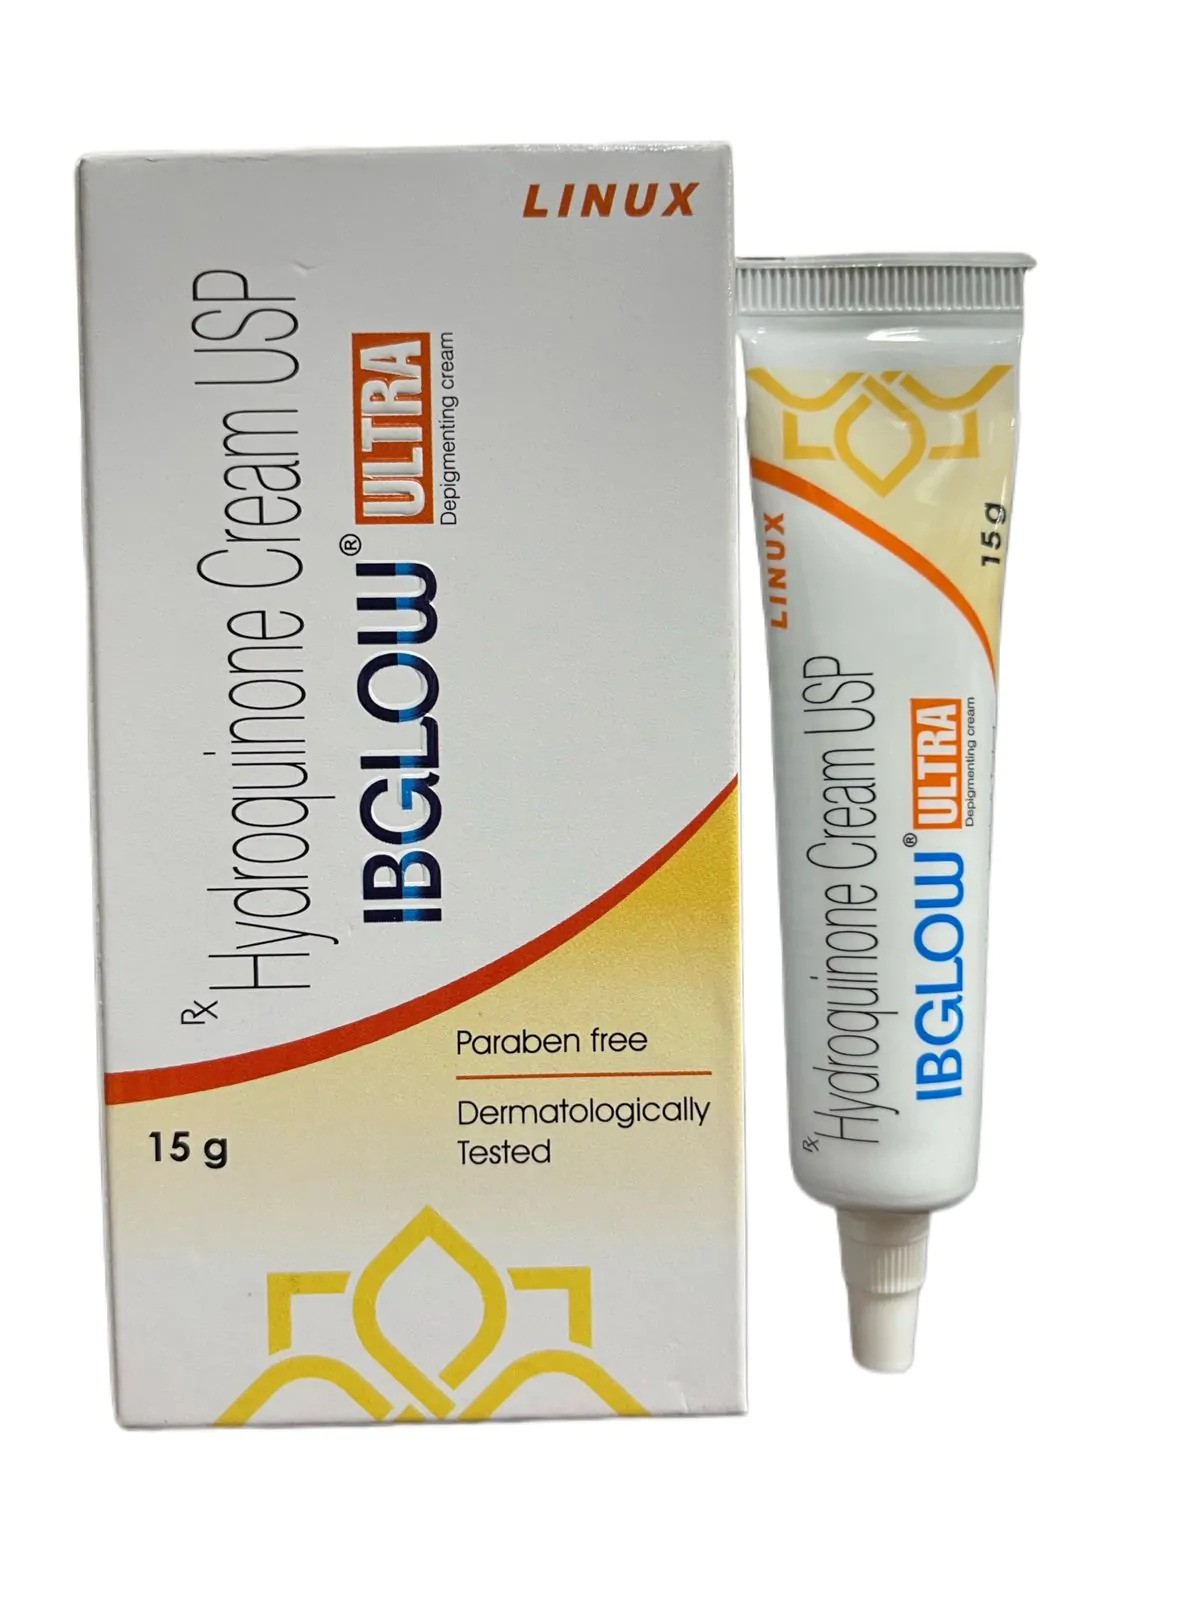 LINUX
Rx Hydroquinone Cream USP
IBGLOW® ULTRA
Depigmenting cream
Paraben free
Dermatologically
Tested
15 g
LINUX
15 g
Rx Hydroquinone Cream USP
IBGLOW® ULTRA
Depigmenting cream